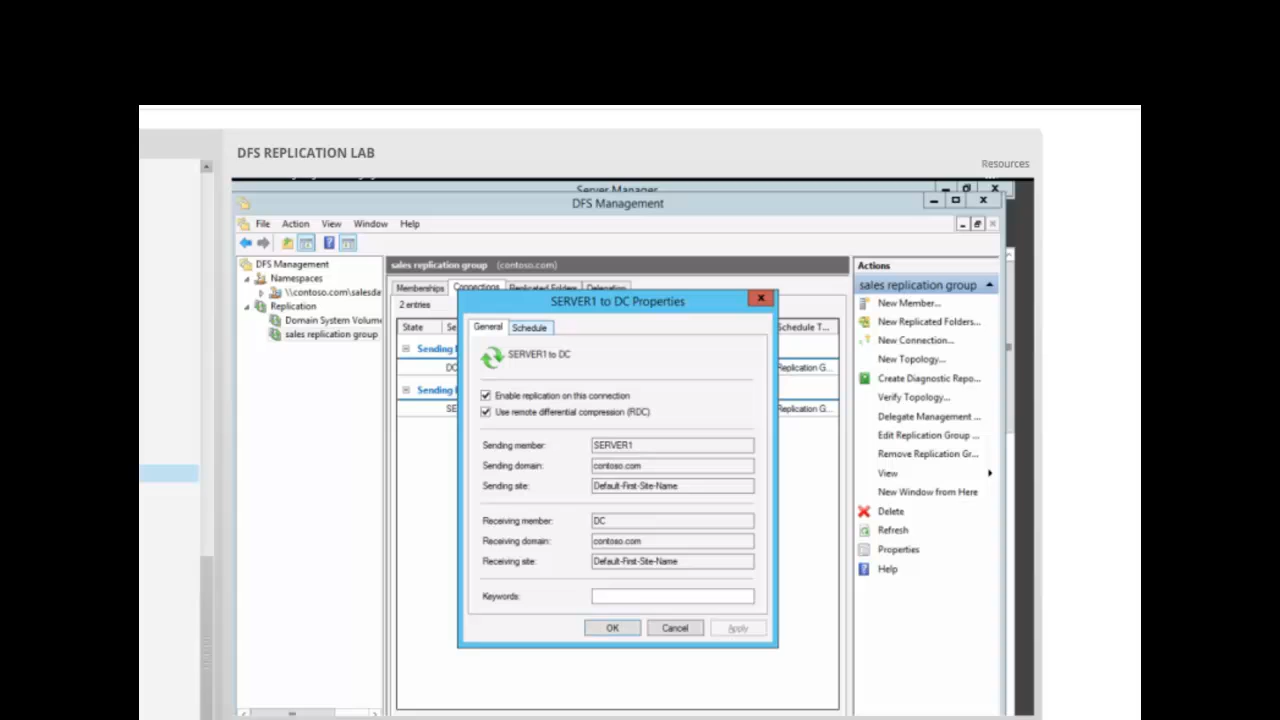 DFS REPLICATION LAB
Resources
Server Manager
DFS Management
File Action View Window Help
DFS Management
Namespaces
\\contoso.com\salesde
Replication
Domain System Volum
sales replication group
sales replication group (contoso.com)
Memberships Connections Replicated Folders Delegation
2 entries
State Se Schedule T...
Sending
DC Replication G...
Sending
SE Replication G...
SERVER1 to DC Properties
General Schedule
SERVER1 to DC
Enable replication on this connection
Use remote differential compression (RDC)
Sending member: SERVER1
Sending domain: contoso.com
Sending site: Default-First-Site-Name
Receiving member: DC
Receiving domain: contoso.com
Receiving site: Default-First-Site-Name
Keywords:
OK Cancel Apply
Actions
sales replication group
New Member...
New Replicated Folders...
New Connection...
New Topology...
Create Diagnostic Repo...
Verify Topology...
Delegate Management ...
Edit Replication Group ...
Remove Replication Gr...
View
New Window from Here
Delete
Refresh
Properties
Help